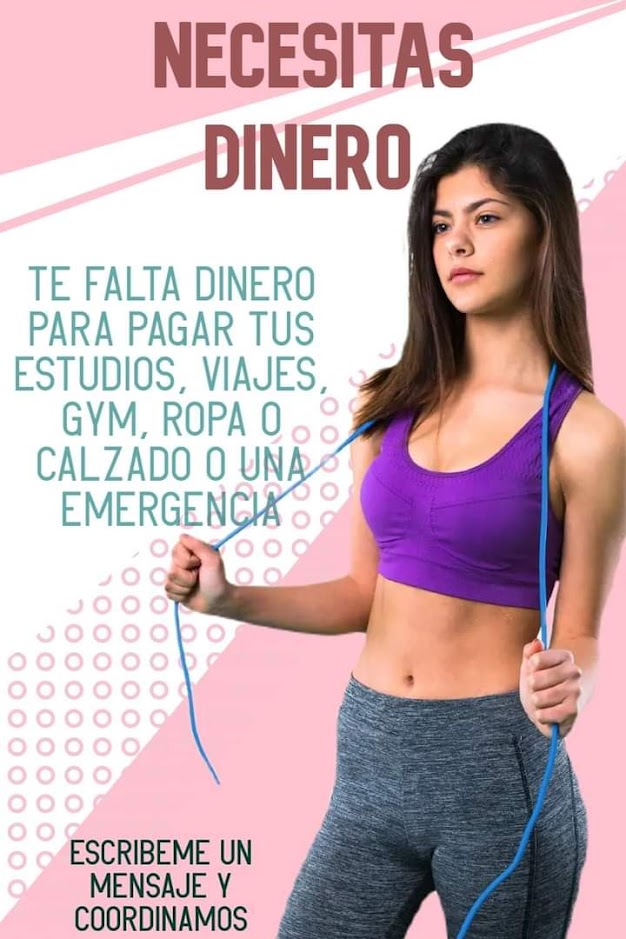 NECESITAS
DINERO
TE FALTA DINERO
PARA PAGAR TUS
ESTUDIOS, VIAJES,
GYM, ROPA O
CALZADO O UNA
EMERGENCIA
ESCRIBEME UN
MENSAJE Y
COORDINAMOS